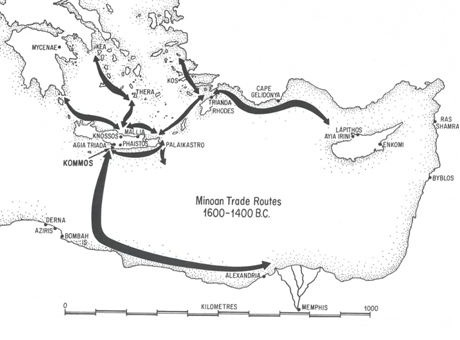 MYCENAE
KEA
THERA
KOS
TRIANDA
RHODES
CAPE
GELIDONYA
LAPITHOS
AYIA IRINI
ENKOMI
RAS
SHAMRA
BYBLOS
MALLIA
KNOSSOS
AGIA TRIADA
PHAISTOS
PALAIKASTRO
KOMMOS
Minoan Trade Routes
1600-1400 B.C.
DERNA
AZIRIS
BOMBAH
IS
ALEXANDRIA
MEMPHIS
0
KILOMETRES
1000